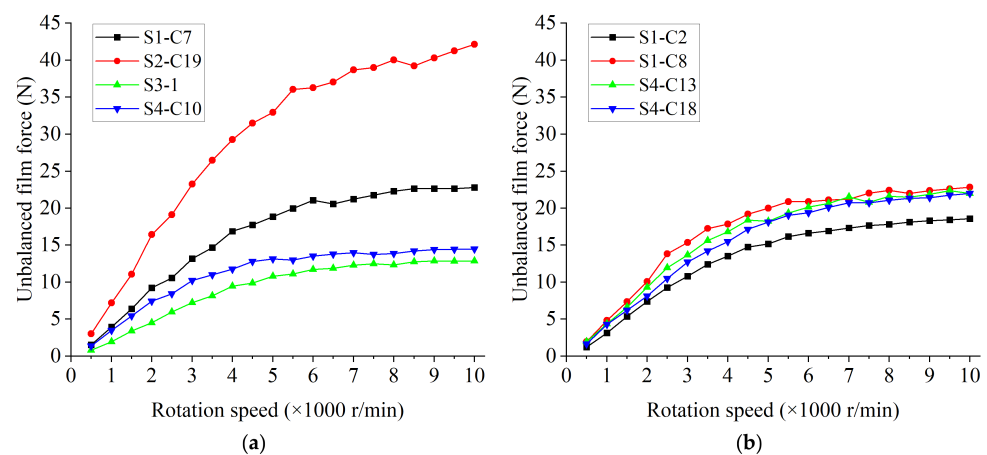 S1-C7
S2-C19
S3-1
S4-C10
Unbalanced film force (N)
45
40
35
30
25
20
15
10
5
0
0 1 2 3 4 5 6 7 8 9 10
Rotation speed (×1000 r/min)
(a)
S1-C2
S1-C8
S4-C13
S4-C18
Unbalanced film force (N)
45
40
35
30
25
20
15
10
5
0
0 1 2 3 4 5 6 7 8 9 10
Rotation speed (×1000 r/min)
(b)